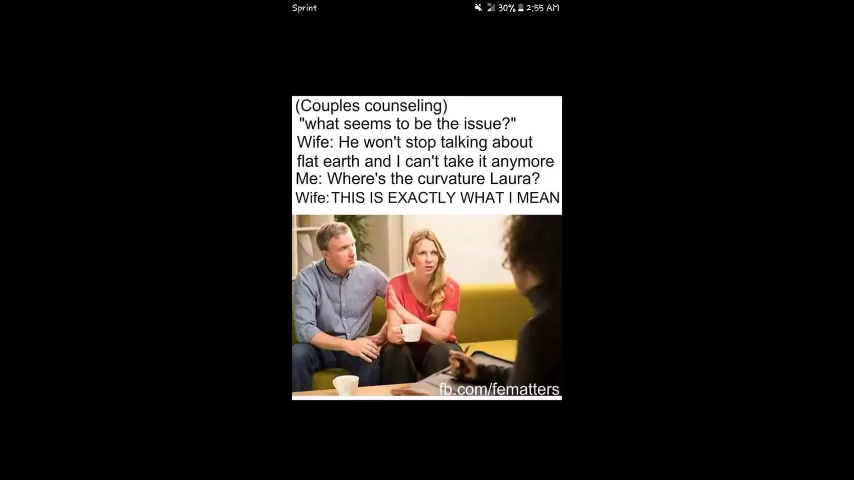 Sprint 30% 2:55 AM
(Couples counseling)
"what seems to be the issue?"
Wife: He won't stop talking about
flat earth and I can't take it anymore
Me: Where's the curvature Laura?
Wife:THIS IS EXACTLY WHAT I MEAN
fb.com/fematters